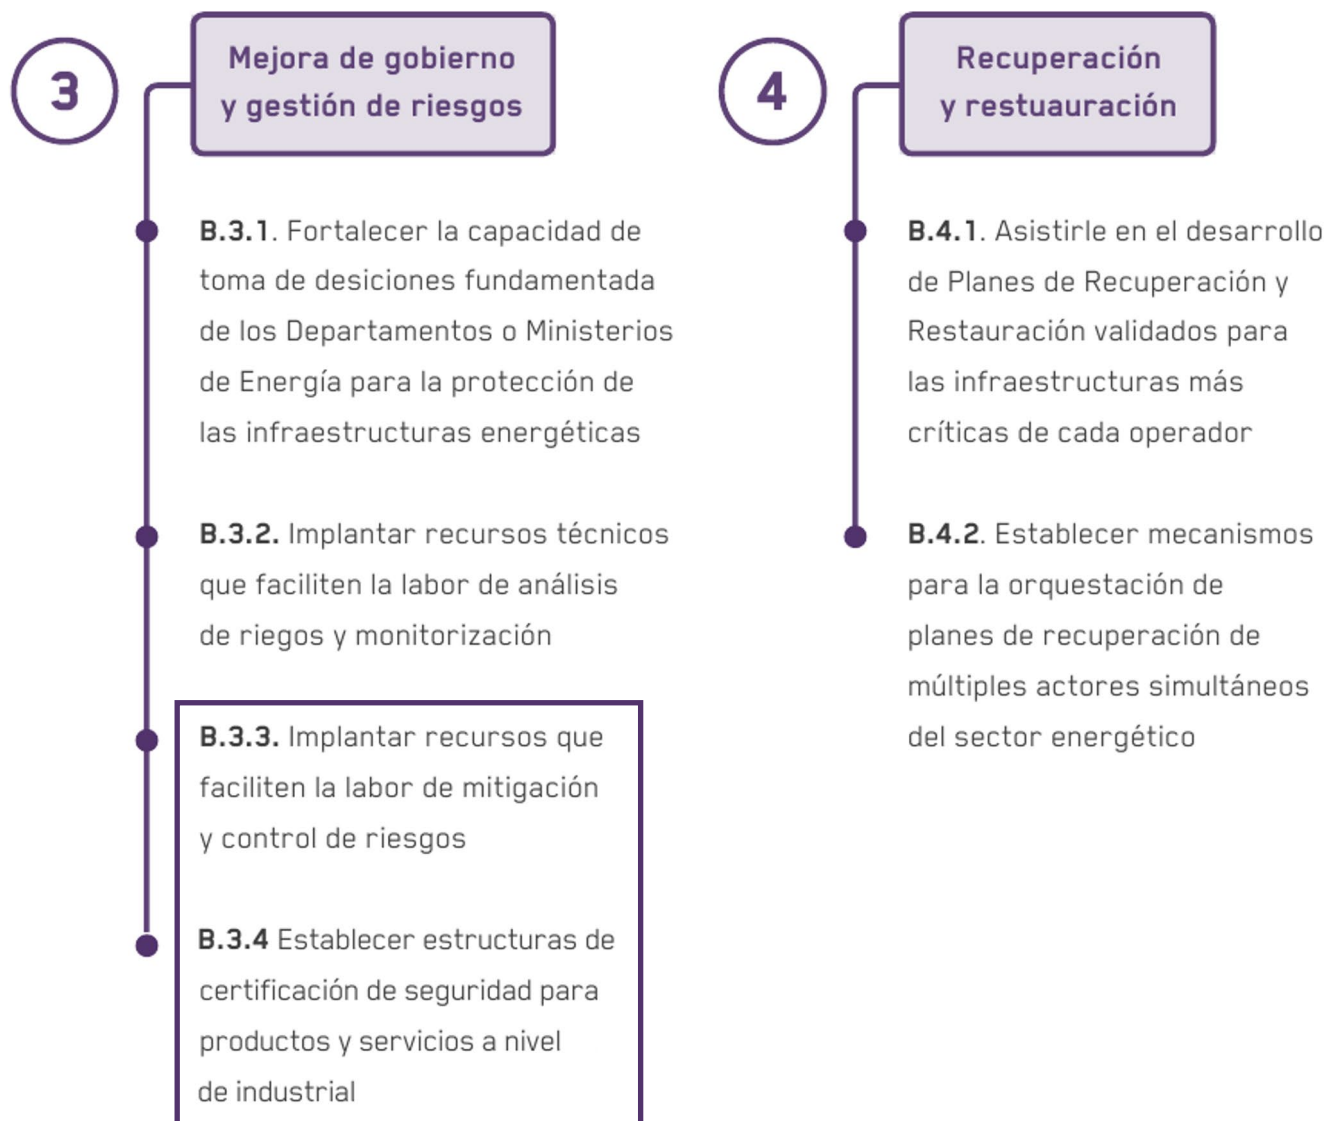 3
Mejora de gobierno
y gestión de riesgos
B.3.1. Fortalecer la capacidad de
toma de desiciones fundamentada
de los Departamentos o Ministerios
de Energía para la protección de
las infraestructuras energéticas
B.3.2. Implantar recursos técnicos
que faciliten la labor de análisis
de riegos y monitorización
B.3.3. Implantar recursos que
faciliten la labor de mitigación
y control de riesgos
B.3.4 Establecer estructuras de
certificación de seguridad para
productos y servicios a nivel
de industrial
4
Recuperación
y restuauración
B.4.1. Asistirle en el desarrollo
de Planes de Recuperación y
Restauración validados para
las infraestructuras más
críticas de cada operador
B.4.2. Establecer mecanismos
para la orquestación de
planes de recuperación de
múltiples actores simultáneos
del sector energético